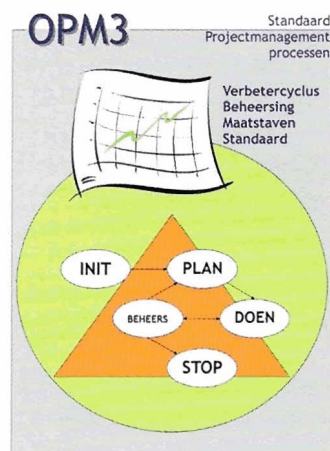 OPM3
Standaard
Projectmanagement
processen
Verbetercyclus
Beheersing
Maatstaven
Standaard
INIT
PLAN
BEHEERS
DOEN
STOP